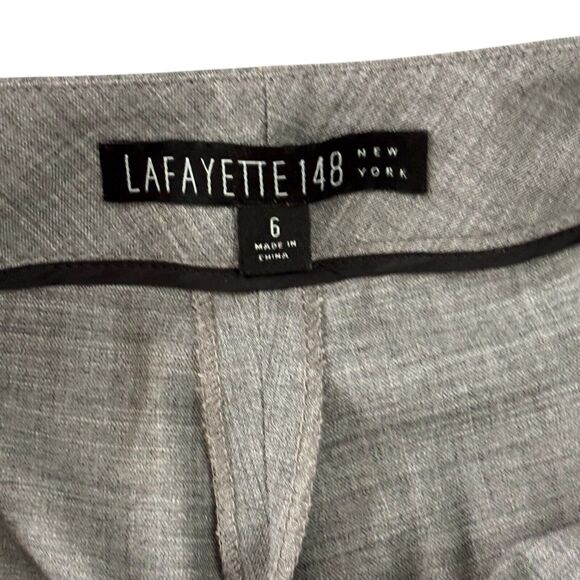 LAFAYETTE 148 NEW YORK
6
MADE IN
CHINA